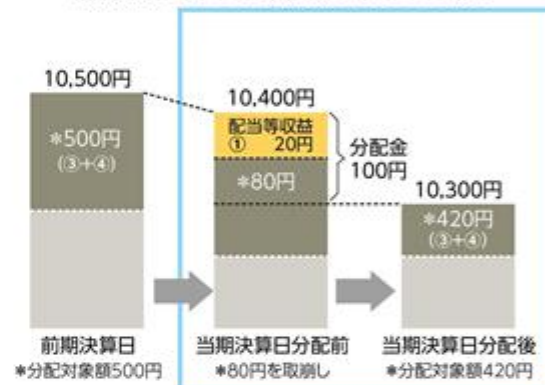 10,500円
*500円
(③+④)
10,400円
配当等収益
① 20円
*80円
分配金
100円
10,300円
*420円
(③+④)
前期決算日
*分配対象額500円
当期決算日分配前
*80円を取崩し
当期決算日分配後
*分配対象額420円